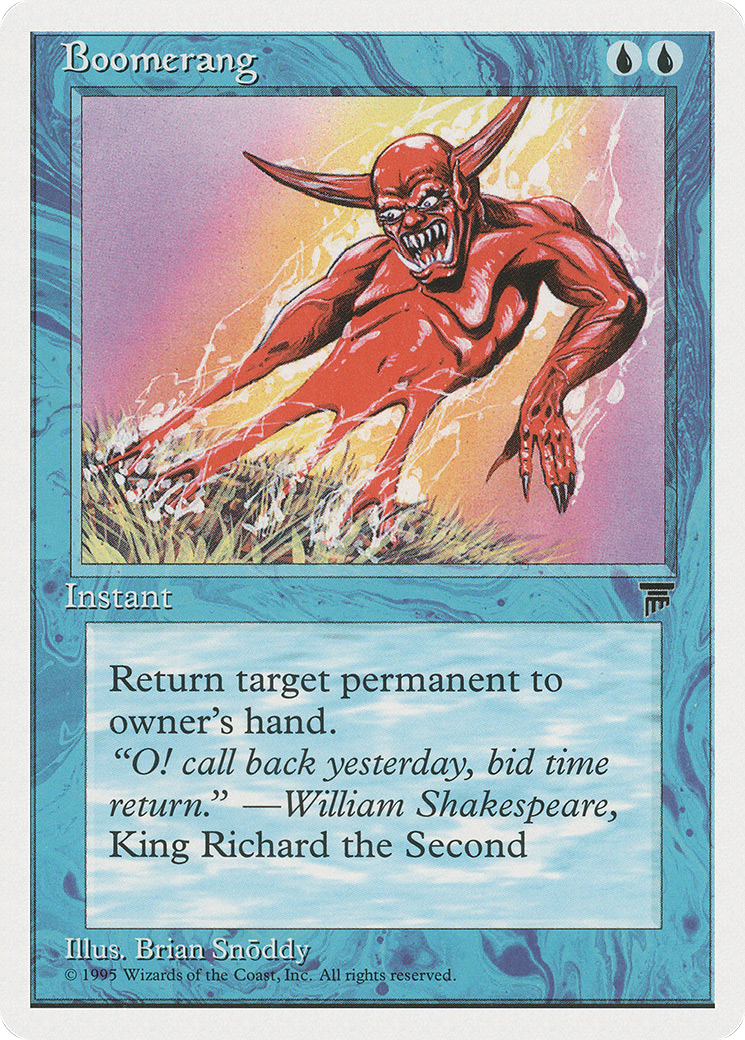 Boomerang
Instant
Return target permanent to
owner's hand.
“O! call back yesterday, bid time
return.” —William Shakespeare,
King Richard the Second
Illus. Brian Snōddy
© 1995 Wizards of the Coast, Inc. All rights reserved.